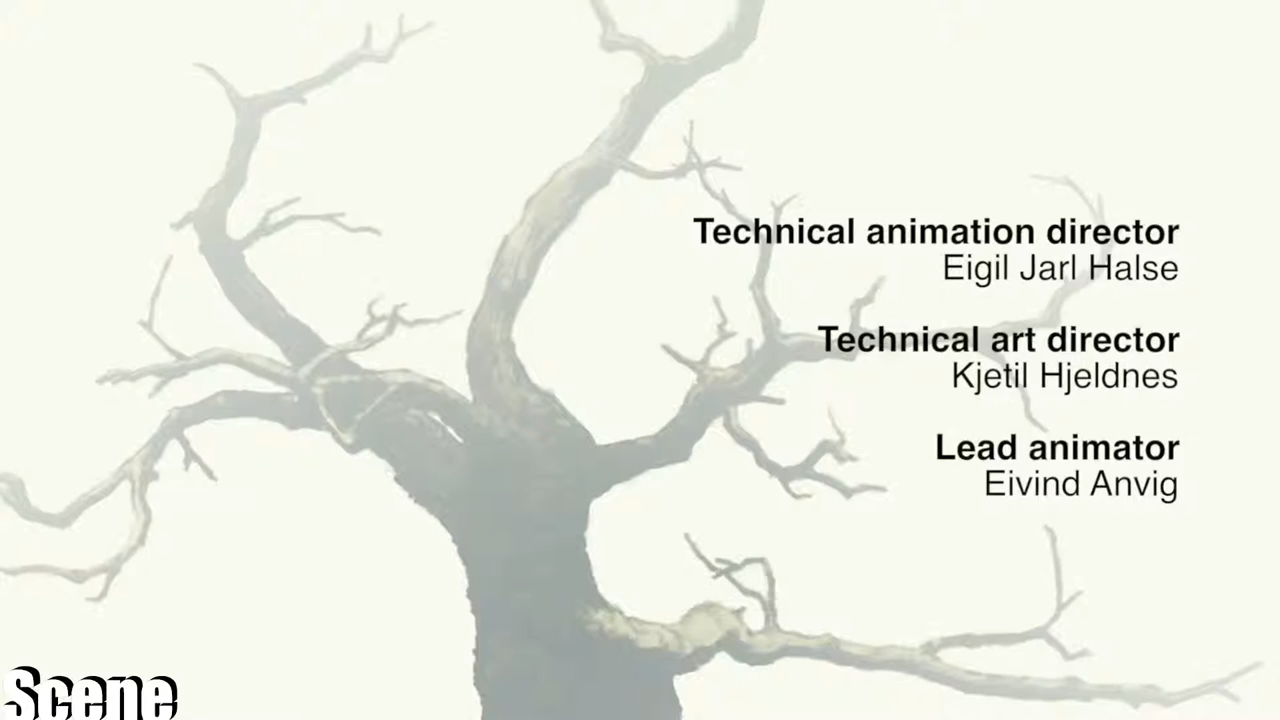 Technical animation director
Eigil Jarl Halse
Technical art director
Kjetil Hjeldnes
Lead animator
Eivind Anvig
Scene